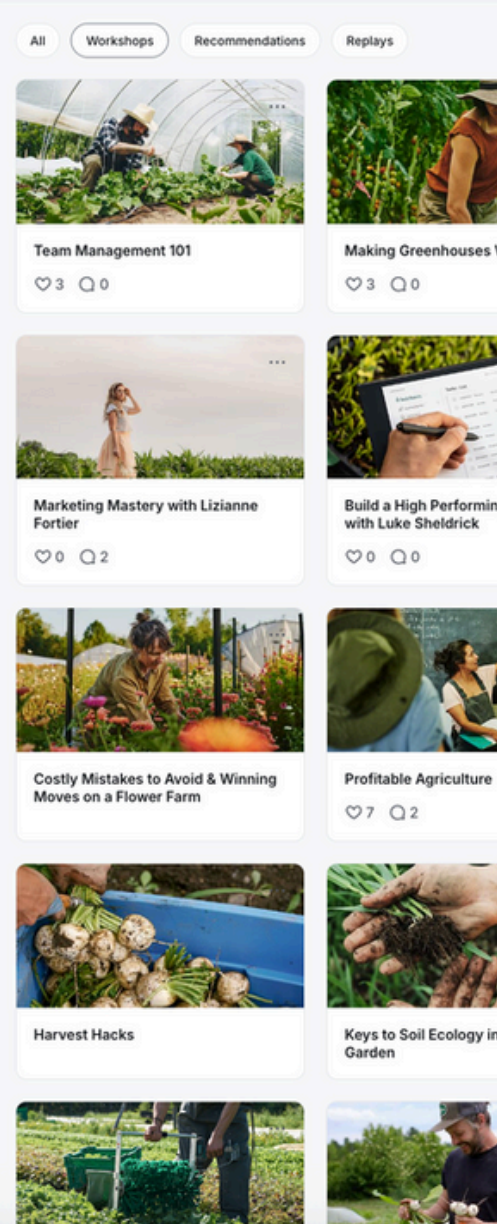 All
Workshops
Recommendations
Replays
Team Management 101
3
0
Making Greenhouses
3
0
Marketing Mastery with Lizianne
Fortier
0
2
Build a High Performin
with Luke Sheldrick
0
0
Costly Mistakes to Avoid & Winning
Moves on a Flower Farm
Profitable Agriculture
7
2
Harvest Hacks
Keys to Soil Ecology in
Garden